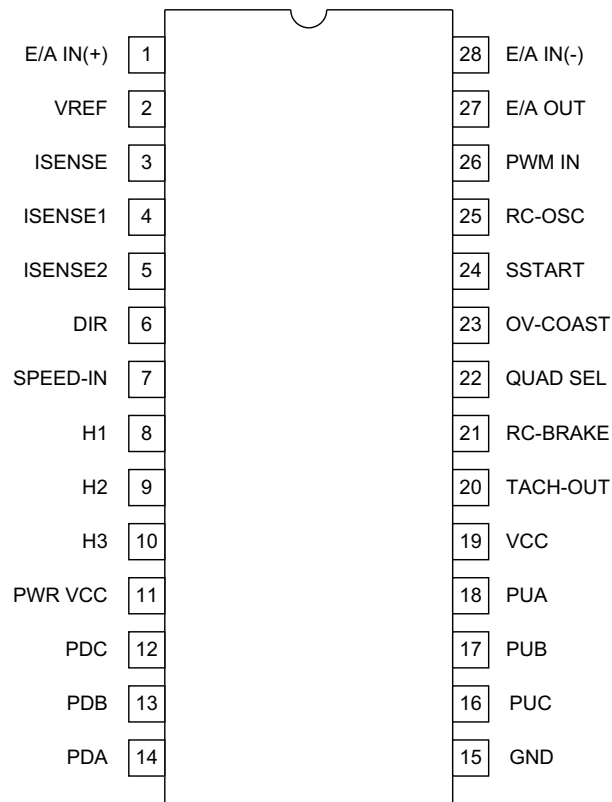 E/A IN(+) 1 28 E/A IN(-)
VREF 2 27 E/A OUT
ISENSE 3 26 PWM IN
ISENSE1 4 25 RC-OSC
ISENSE2 5 24 SSTART
DIR 6 23 OV-COAST
SPEED-IN 7 22 QUAD SEL
H1 8 21 RC-BRAKE
H2 9 20 TACH-OUT
H3 10 19 VCC
PWR VCC 11 18 PUA
PDC 12 17 PUB
PDB 13 16 PUC
PDA 14 15 GND